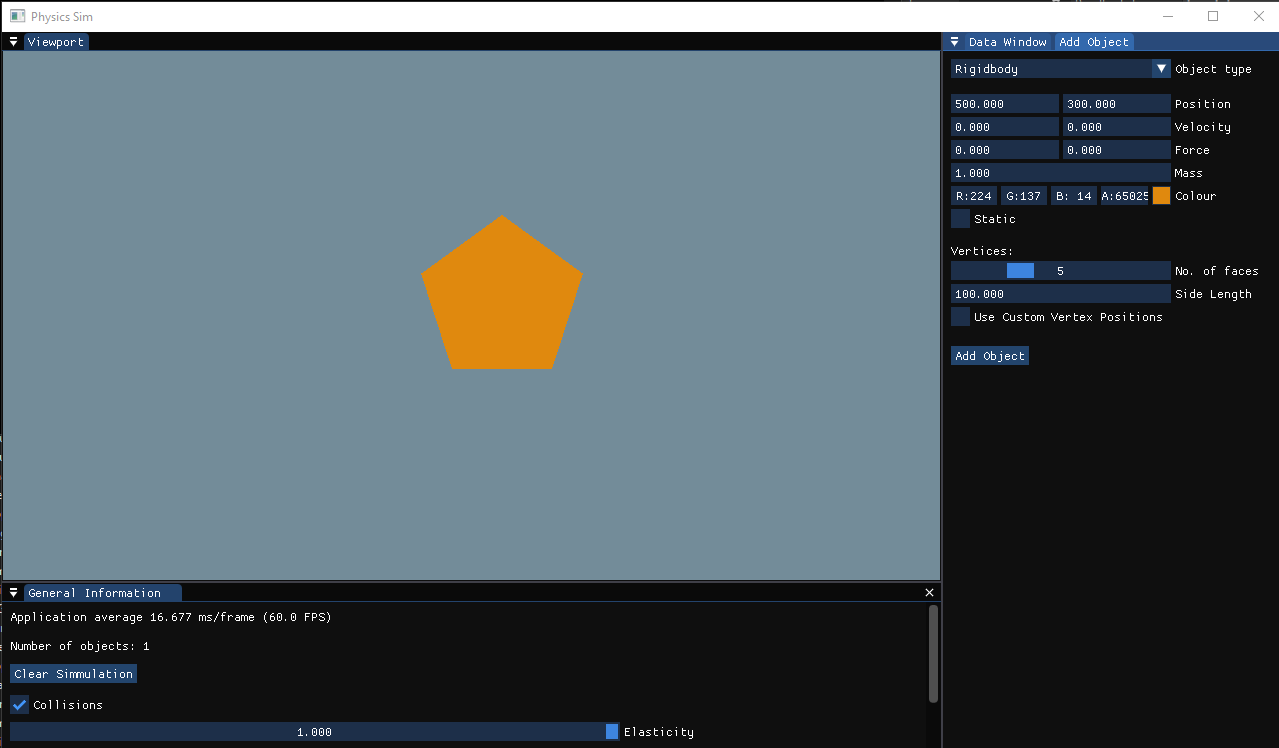 Physics Sim
Viewport
Data Window Add Object
Rigidbody Object type
500.000 300.000 Position
0.000 0.000 Velocity
0.000 0.000 Force
1.000 Mass
R:224 G:137 B: 14 A:65025 Colour
Static
Vertices:
5 No. of faces
100.000 Side Length
Use Custom Vertex Positions
Add Object
General Information
Application average 16.677 ms/frame (60.0 FPS)
Number of objects: 1
Clear Simmulation
Collisions
1.000 Elasticity